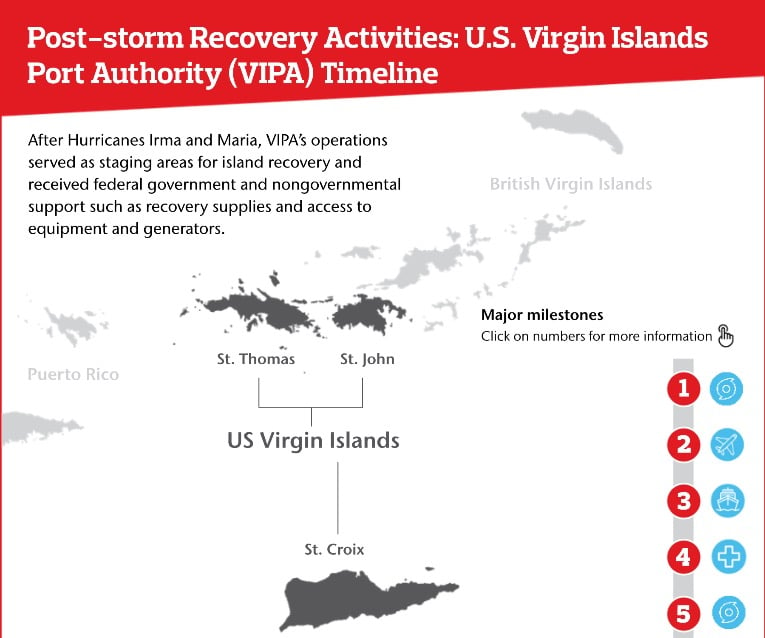 Post-storm Recovery Activities: U.S. Virgin Islands
Port Authority (VIPA) Timeline
After Hurricanes Irma and Maria, VIPA's operations
served as staging areas for island recovery and
received federal government and nongovernmental
support such as recovery supplies and access to
equipment and generators.
British Virgin Islands
Major milestones
Click on numbers for more information
St. Thomas
St. John
Puerto Rico
US Virgin Islands
St. Croix
1
2
3
4
5